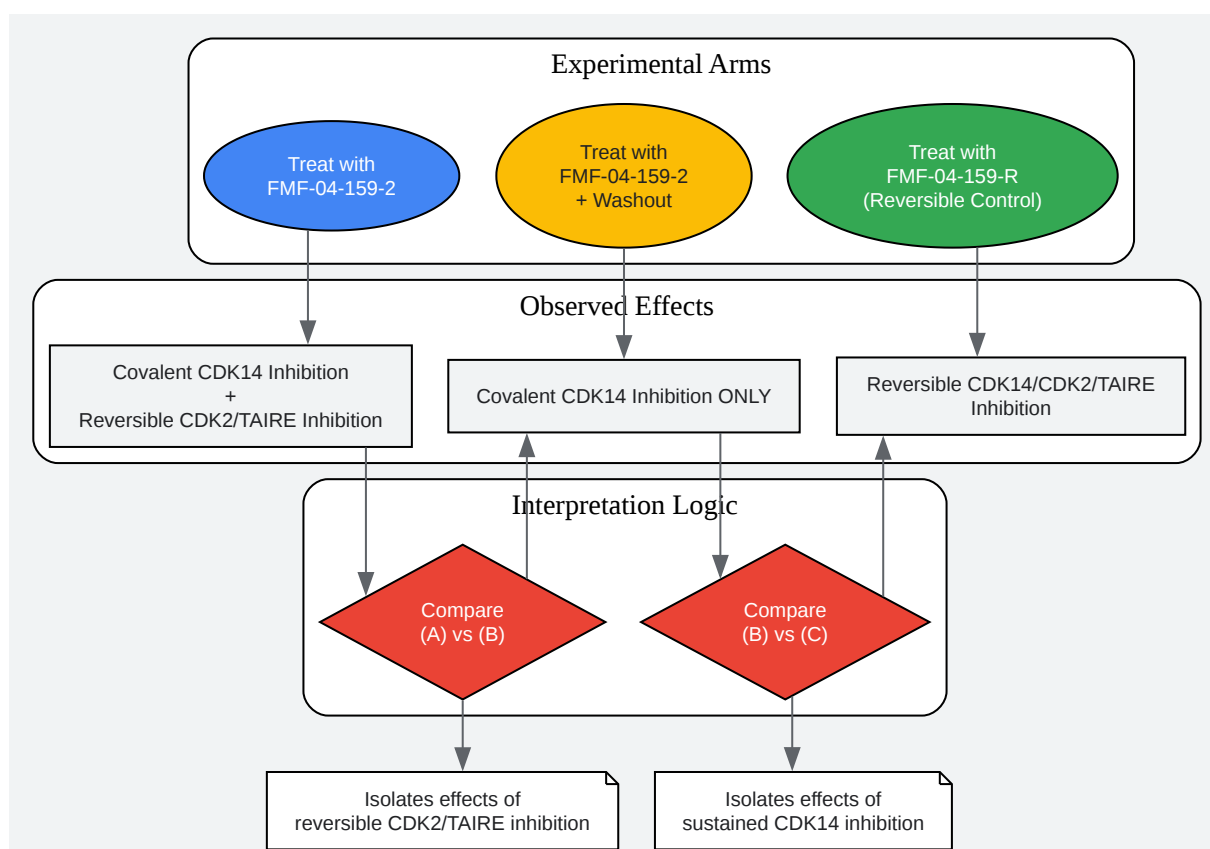 Experimental Arms
Treat with
FMF-04-159-2
Treat with
FMF-04-159-2
+ Washout
Treat with
FMF-04-159-R
(Reversible Control)
Observed Effects
Covalent CDK14 Inhibition
+
Reversible CDK2/TAIRE Inhibition
Covalent CDK14 Inhibition ONLY
Reversible CDK14/CDK2/TAIRE
Inhibition
Interpretation Logic
Compare
(A) vs (B)
Compare
(B) vs (C)
Isolates effects of
reversible CDK2/TAIRE inhibition
Isolates effects of
sustained CDK14 inhibition